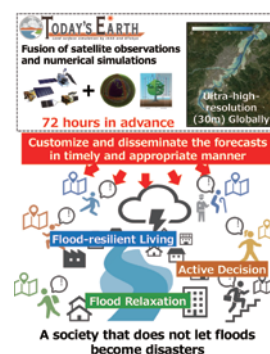 TODAY'S EARTH
Fusion of satellite observations
and numerical simulations
72 hours in advance
Ultra-high-
resolution
(30m) Globally
Customize and disseminate the forecasts
in timely and appropriate manner
Flood-resilient Living
Active Decision
Flood Relaxation
A society that does not let floods
become disasters